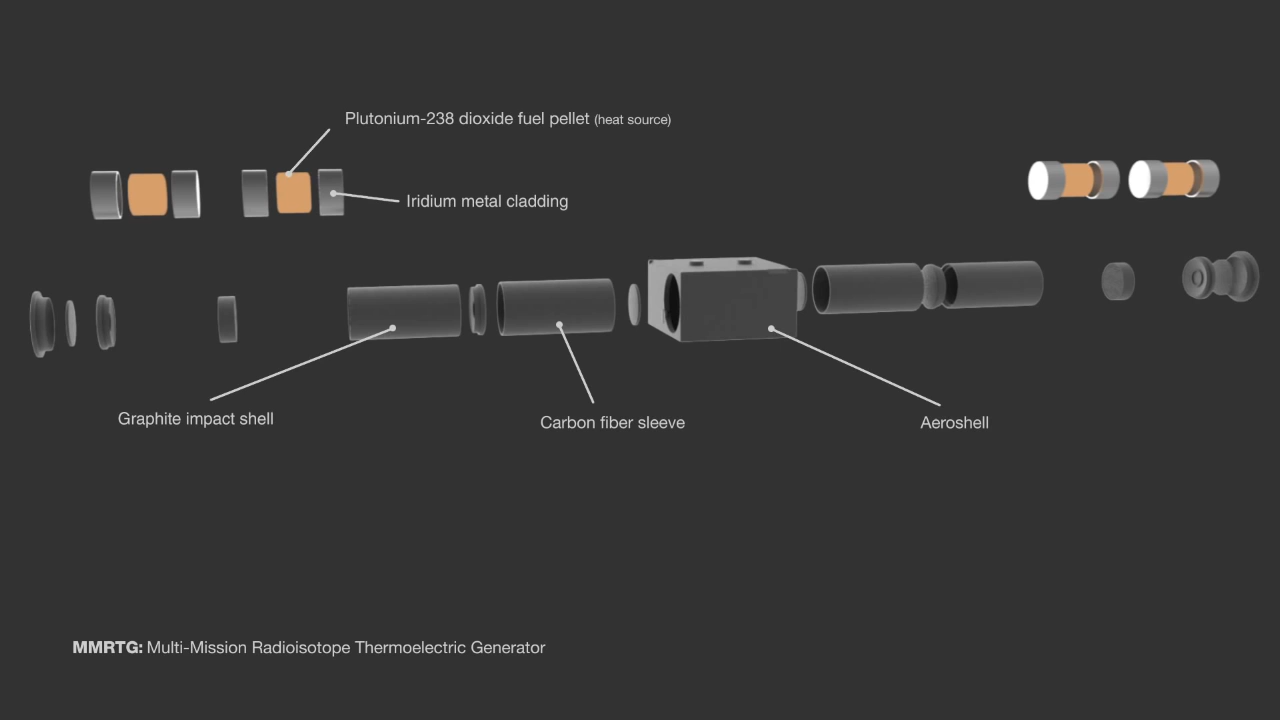 Plutonium-238 dioxide fuel pellet (heat source)
Iridium metal cladding
Graphite impact shell
Carbon fiber sleeve
Aeroshell
MMRTG: Multi-Mission Radioisotope Thermoelectric Generator